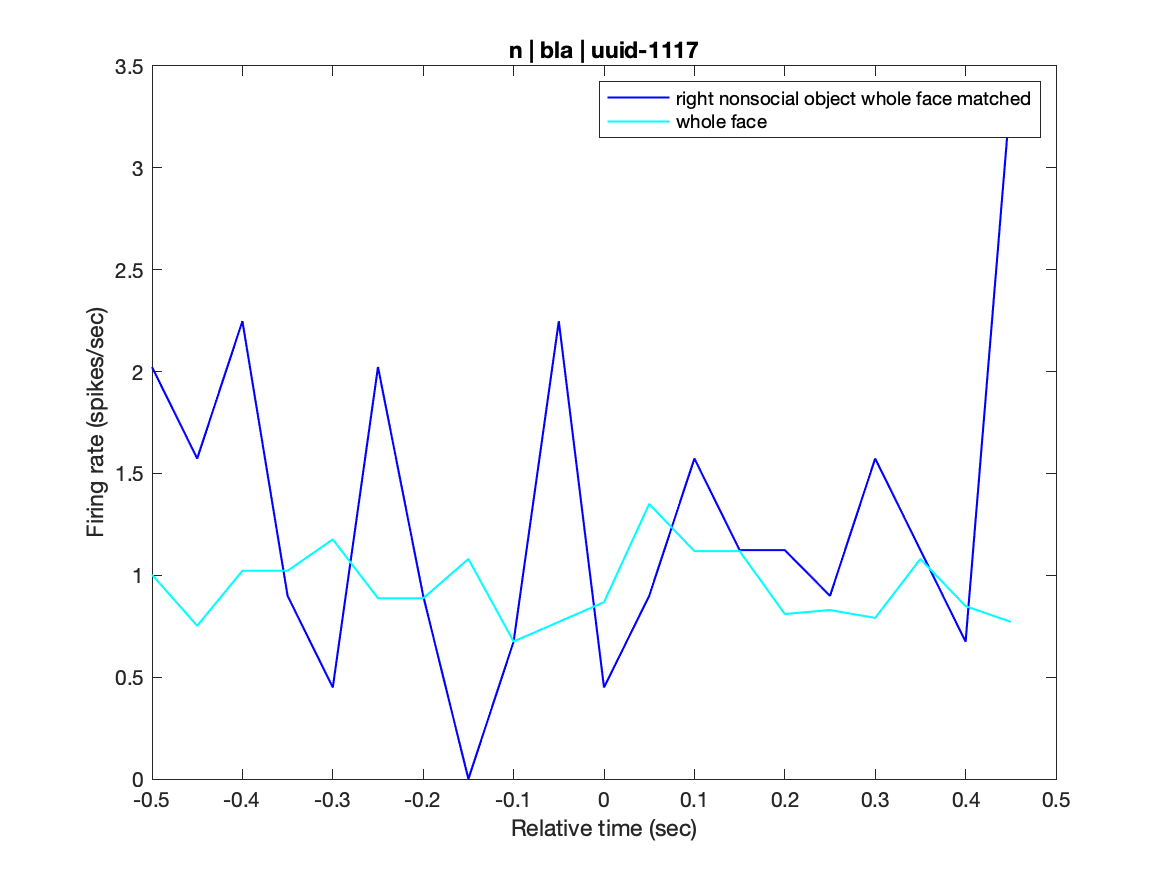 n | bla | uuid-1117
right nonsocial object whole face matched
whole face
3.5
3
2.5
2
1.5
1
0.5
0
Firing rate (spikes/sec)
-0.5 -0.4 -0.3 -0.2 -0.1 0 0.1 0.2 0.3 0.4 0.5
Relative time (sec)